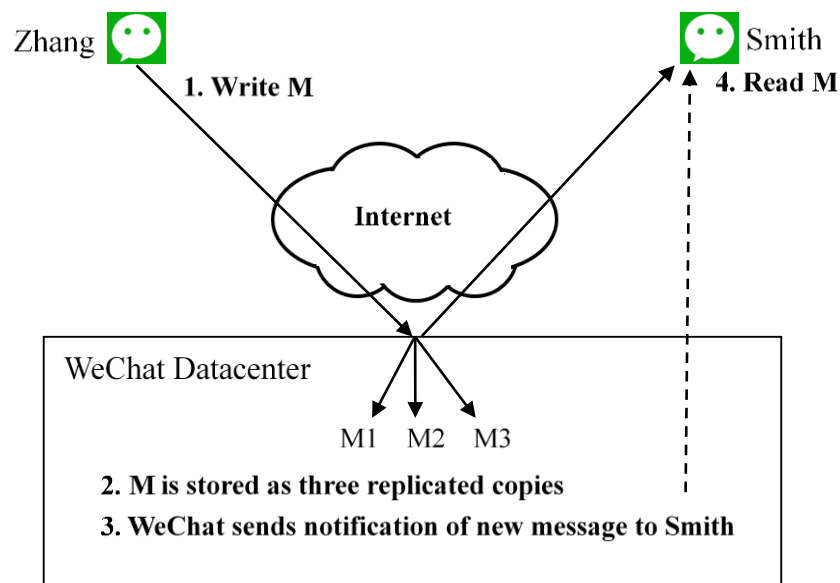 Zhang
Smith
1. Write M
4. Read M
Internet
WeChat Datacenter
M1 M2 M3
2. M is stored as three replicated copies
3. WeChat sends notification of new message to Smith